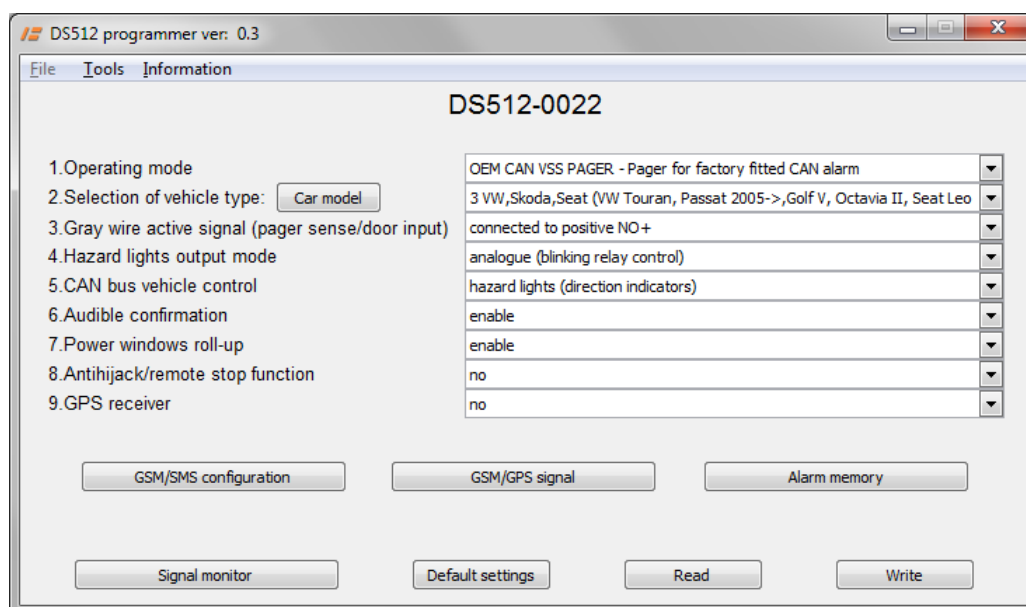 DS512 programmer ver: 0.3
File Tools Information
DS512-0022
1.Operating mode OEM CAN VSS PAGER - Pager for factory fitted CAN alarm
2.Selection of vehicle type: Car model 3 VW,Skoda,Seat (VW Touran, Passat 2005->,Golf V, Octavia II, Seat Leo
3.Gray wire active signal (pager sense/door input) connected to positive NO+
4.Hazard lights output mode analogue (blinking relay control)
5.CAN bus vehicle control hazard lights (direction indicators)
6.Audible confirmation enable
7.Power windows roll-up enable
8.Antihijack/remote stop function no
9.GPS receiver no
GSM/SMS configuration GSM/GPS signal Alarm memory
Signal monitor Default settings Read Write